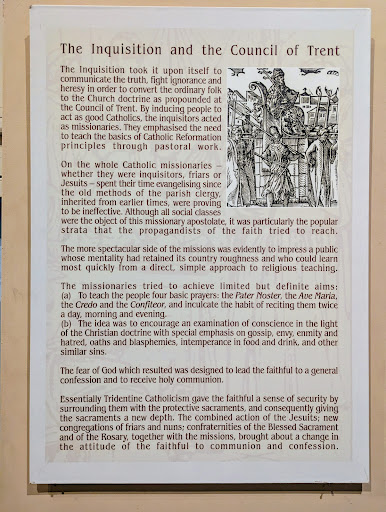 The Inquisition and the Council of Trent
The Inquisition took it upon itself to
communicate the truth, fight ignorance and
heresy in order to convert the ordinary folk
to the Church doctrine as propounded at
the Council of Trent. By inducing people to
act as good Catholics, the inquisitors acted
as missionaries. They emphasised the need
to teach the basics of Catholic Reformation
principles through pastoral work.
On the whole Catholic missionaries –
whether they were inquisitors, friars or
Jesuits – spent their time evangelising since
the old methods of the parish clergy,
inherited from earlier times, were proving
to be ineffective. Although all social classes
were the object of this missionary apostolate, it was particularly the popular
strata that the propagandists of the faith tried to reach.
The more spectacular side of the missions was evidently to impress a public
whose mentality had retained its country roughness and who could learn
most quickly from a direct, simple approach to religious teaching.
The missionaries tried to achieve limited but definite aims:
(a) To teach the people four basic prayers: the Pater Noster, the Ave Maria,
the Credo and the Confiteor, and inculcate the habit of reciting them twice
a day, morning and evening.
(b) The idea was to encourage an examination of conscience in the light
of the Christian doctrine with special emphasis on gossip, envy, enmity and
hatred, oaths and blasphemies, intemperance in food and drink, and other
similar sins.
The fear of God which resulted was designed to lead the faithful to a general
confession and to receive holy communion.
Essentially Tridentine Catholicism gave the faithful a sense of security by
surrounding them with the protective sacraments, and consequently giving
the sacraments a new depth. The combined action of the Jesuits; new
congregations of friars and nuns; confraternities of the Blessed Sacrament
and of the Rosary, together with the missions, brought about a change in
the attitude of the faithful to communion and confession.